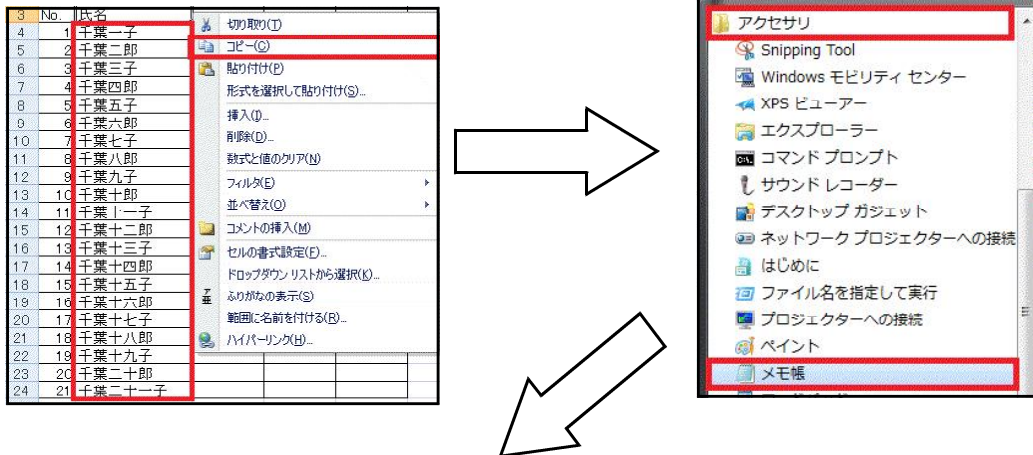 3 No. 氏名
4 1 千葉一子
5 2 千葉二郎
6 3 千葉三子
7 4 千葉四郎
8 5 千葉五子
9 6 千葉六郎
10 7 千葉七子
11 8 千葉八郎
12 9 千葉九子
13 10 千葉十郎
14 11 千葉十一子
15 12 千葉十二郎
16 13 千葉十三子
17 14 千葉十四郎
18 15 千葉十五子
19 16 千葉十六郎
20 17 千葉十七子
21 18 千葉十八郎
22 19 千葉十九子
23 20 千葉二十郎
24 21 千葉二十一子
切り取り(T)
コピー(C)
貼り付け(P)
形式を選択して貼り付け(S)...
挿入(I)...
削除(D)...
数式と値のクリア(N)
フィルタ(E)
並べ替え(O)
コメントの挿入(M)
セルの書式設定(F)...
ドロップダウン リストから選択(K)...
ふりがなの表示(S)
範囲に名前を付ける(R)...
ハイパーリンク(H)...
アクセサリ
Snipping Tool
Windows モビリティ センター
XPS ビューアー
エクスプローラー
コマンド プロンプト
サウンド レコーダー
デスクトップ ガジェット
ネットワーク プロジェクターへの接続
はじめに
ファイル名を指定して実行
プロジェクターへの接続
ペイント
メモ帳